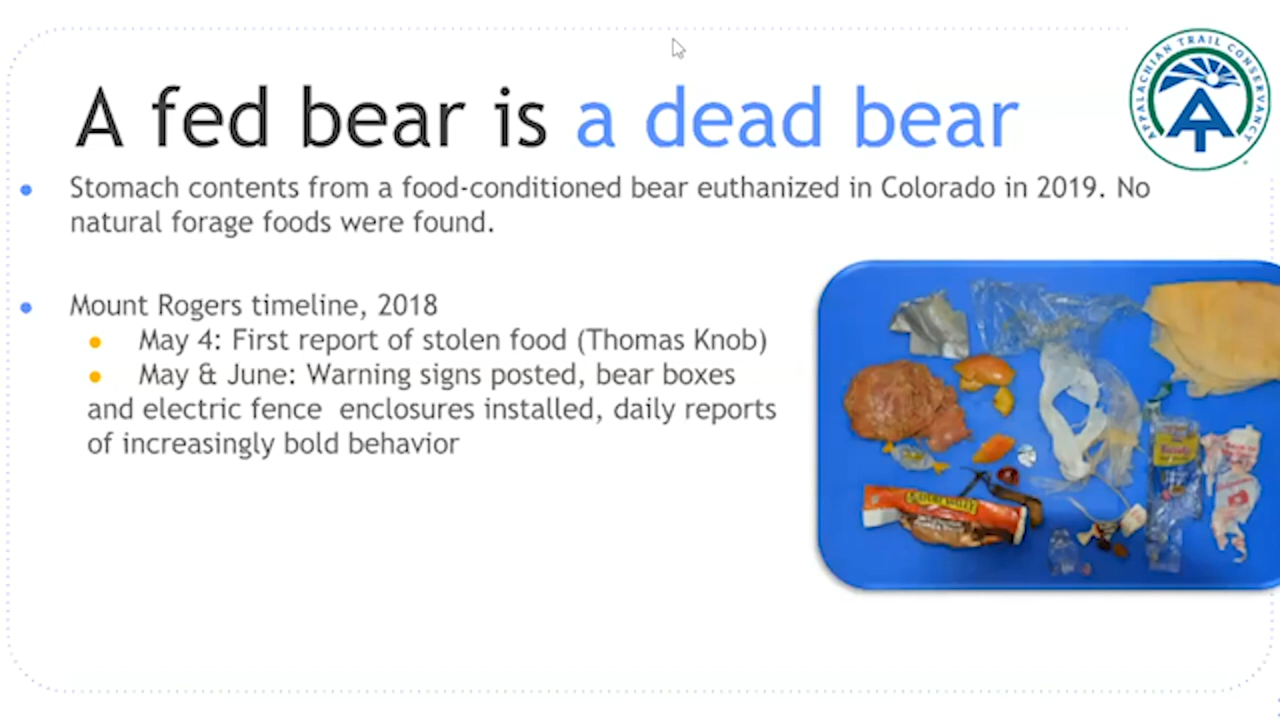 A fed bear is a dead bear
APPALACHIAN TRAIL CONSERVANCY
Stomach contents from a food-conditioned bear euthanized in Colorado in 2019. No
natural forage foods were found.
Mount Rogers timeline, 2018
May 4: First report of stolen food (Thomas Knob)
May & June: Warning signs posted, bear boxes
and electric fence enclosures installed, daily reports
of increasingly bold behavior